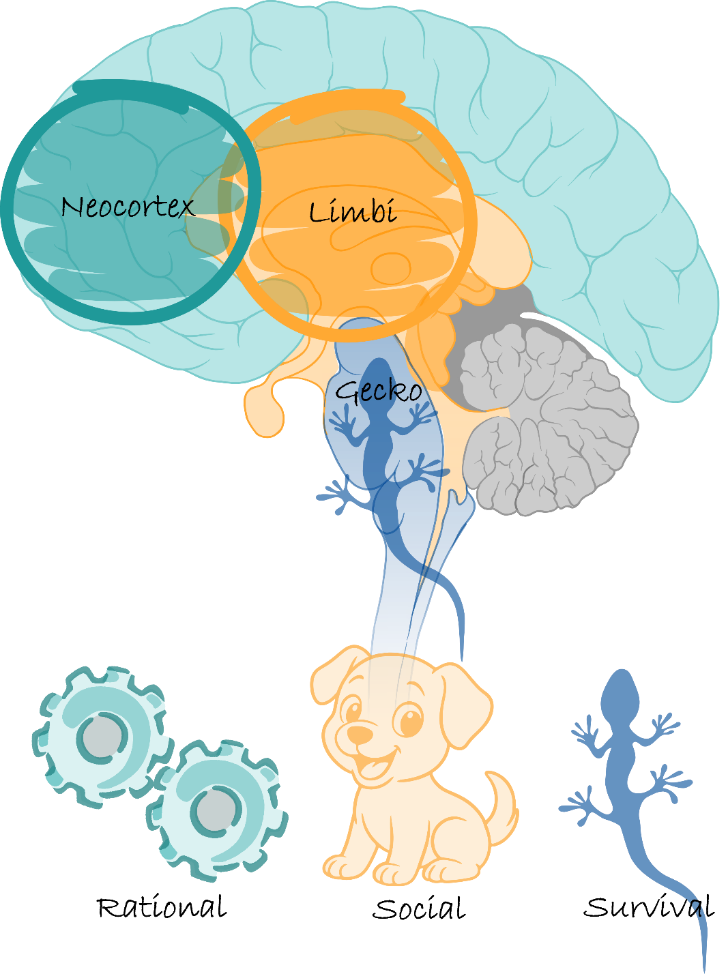 Neocortex
Limbi
Gecko
Rational
Social
Survival